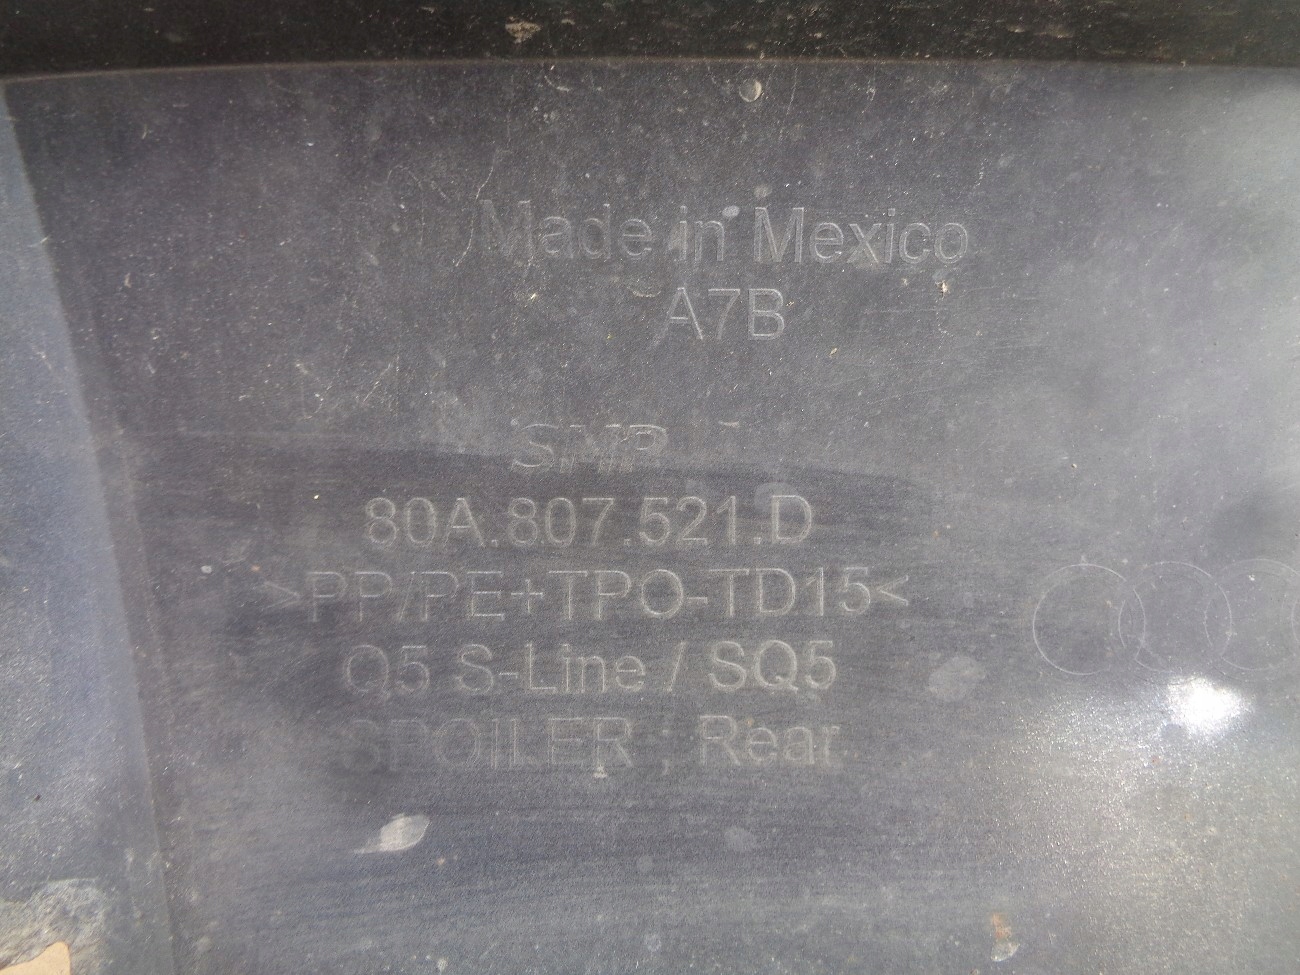 Made in Mexico
A7B
SMP
80A.807.521.D
>PP/PE+TPO-TD15<
Q5 S-Line / SQ5
SPOILER ; Rear